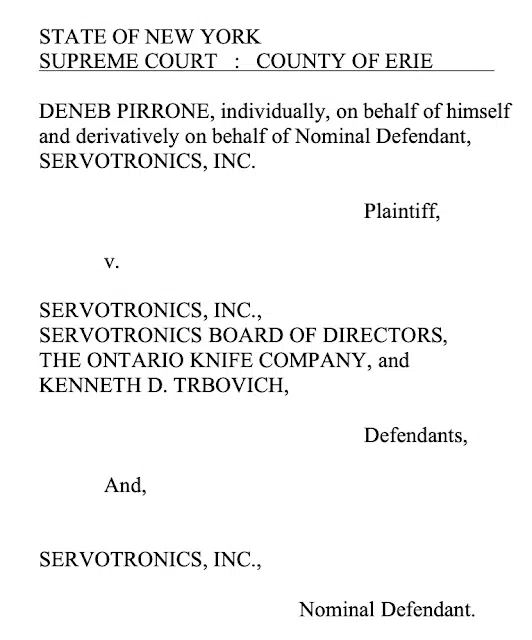 STATE OF NEW YORK
SUPREME COURT : COUNTY OF ERIE
DENEB PIRRONE, individually, on behalf of himself
and derivatively on behalf of Nominal Defendant,
SERVOTRONICS, INC.
Plaintiff,
v.
SERVOTRONICS, INC.,
SERVOTRONICS BOARD OF DIRECTORS,
THE ONTARIO KNIFE COMPANY, and
KENNETH D. TRBOVICH,
Defendants,
And,
SERVOTRONICS, INC.,
Nominal Defendant.